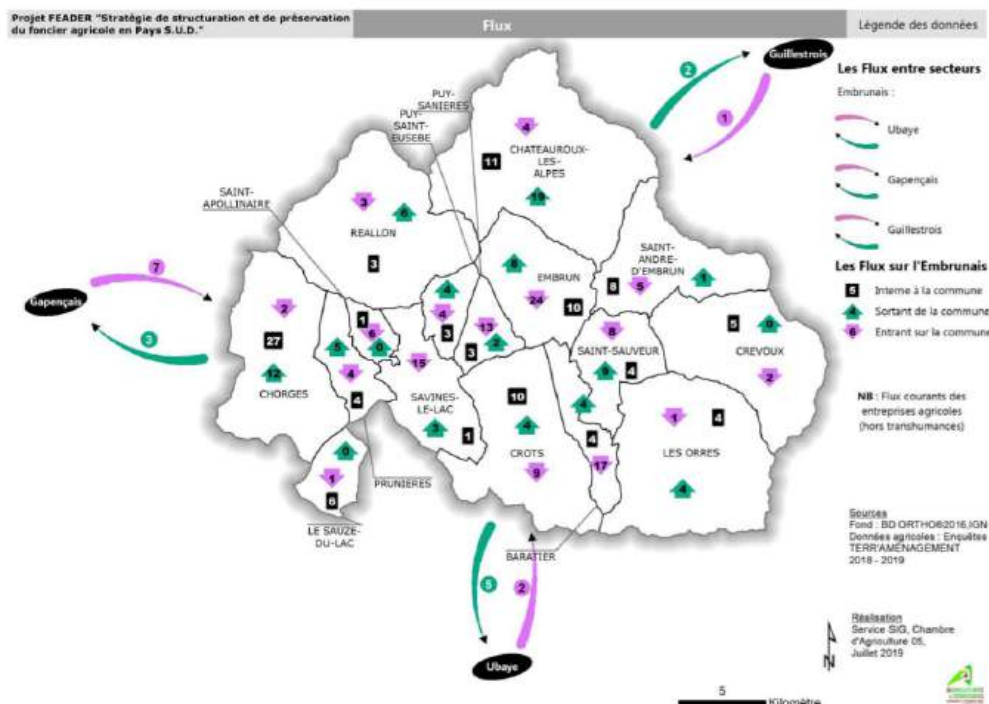 Projet FEADER "Stratégie de structuration et de préservation
du foncier agricole en Pays S.U.D."
Flux
Légende des données
Guillestrois
2
1
PUY-
SANIERES
PUY-
SAINT-
EUSEBE
SAINT-
APOLLINAIRE
4
11
CHATEAUROUX-
LES-
ALPES
19
3
6
REALLON
3
6
EMBRUN
24
10
SAINT-
ANDRE-
D'EMBRUN
8
5
1
7
Gapençais
3
2
27
12
CHORGES
1
6
0
5
4
4
4
4
3
13
2
3
15
SAVINES-
LE-LAC
3
1
8
SAINT-SAUVEUR
9
4
5
0
CREVOUX
2
10
4
CROTS
9
4
4
17
1
4
LES ORRES
4
0
1
6
PRUNIERES
LE SAUZE-
DU-LAC
BARATIER
5
2
Ubaye
Les Flux entre secteurs
Embrunais :
Ubaye
Gapençais
Guillestrois
Les Flux sur l'Embrunais
5 Interne à la commune
4 Sortant de la commune
6 Entrant sur la commune
NB : Flux courants des
entreprises agricoles
(hors transhumances)
Sources
Fond : BD ORTHO®2016,IGN
Données agricoles : Enquêtes
TERR'AMENAGEMENT
2018 - 2019
Réalisation
Service SIG, Chambre
d'Agriculture 05,
Juillet 2019
N
5
Kilomètre